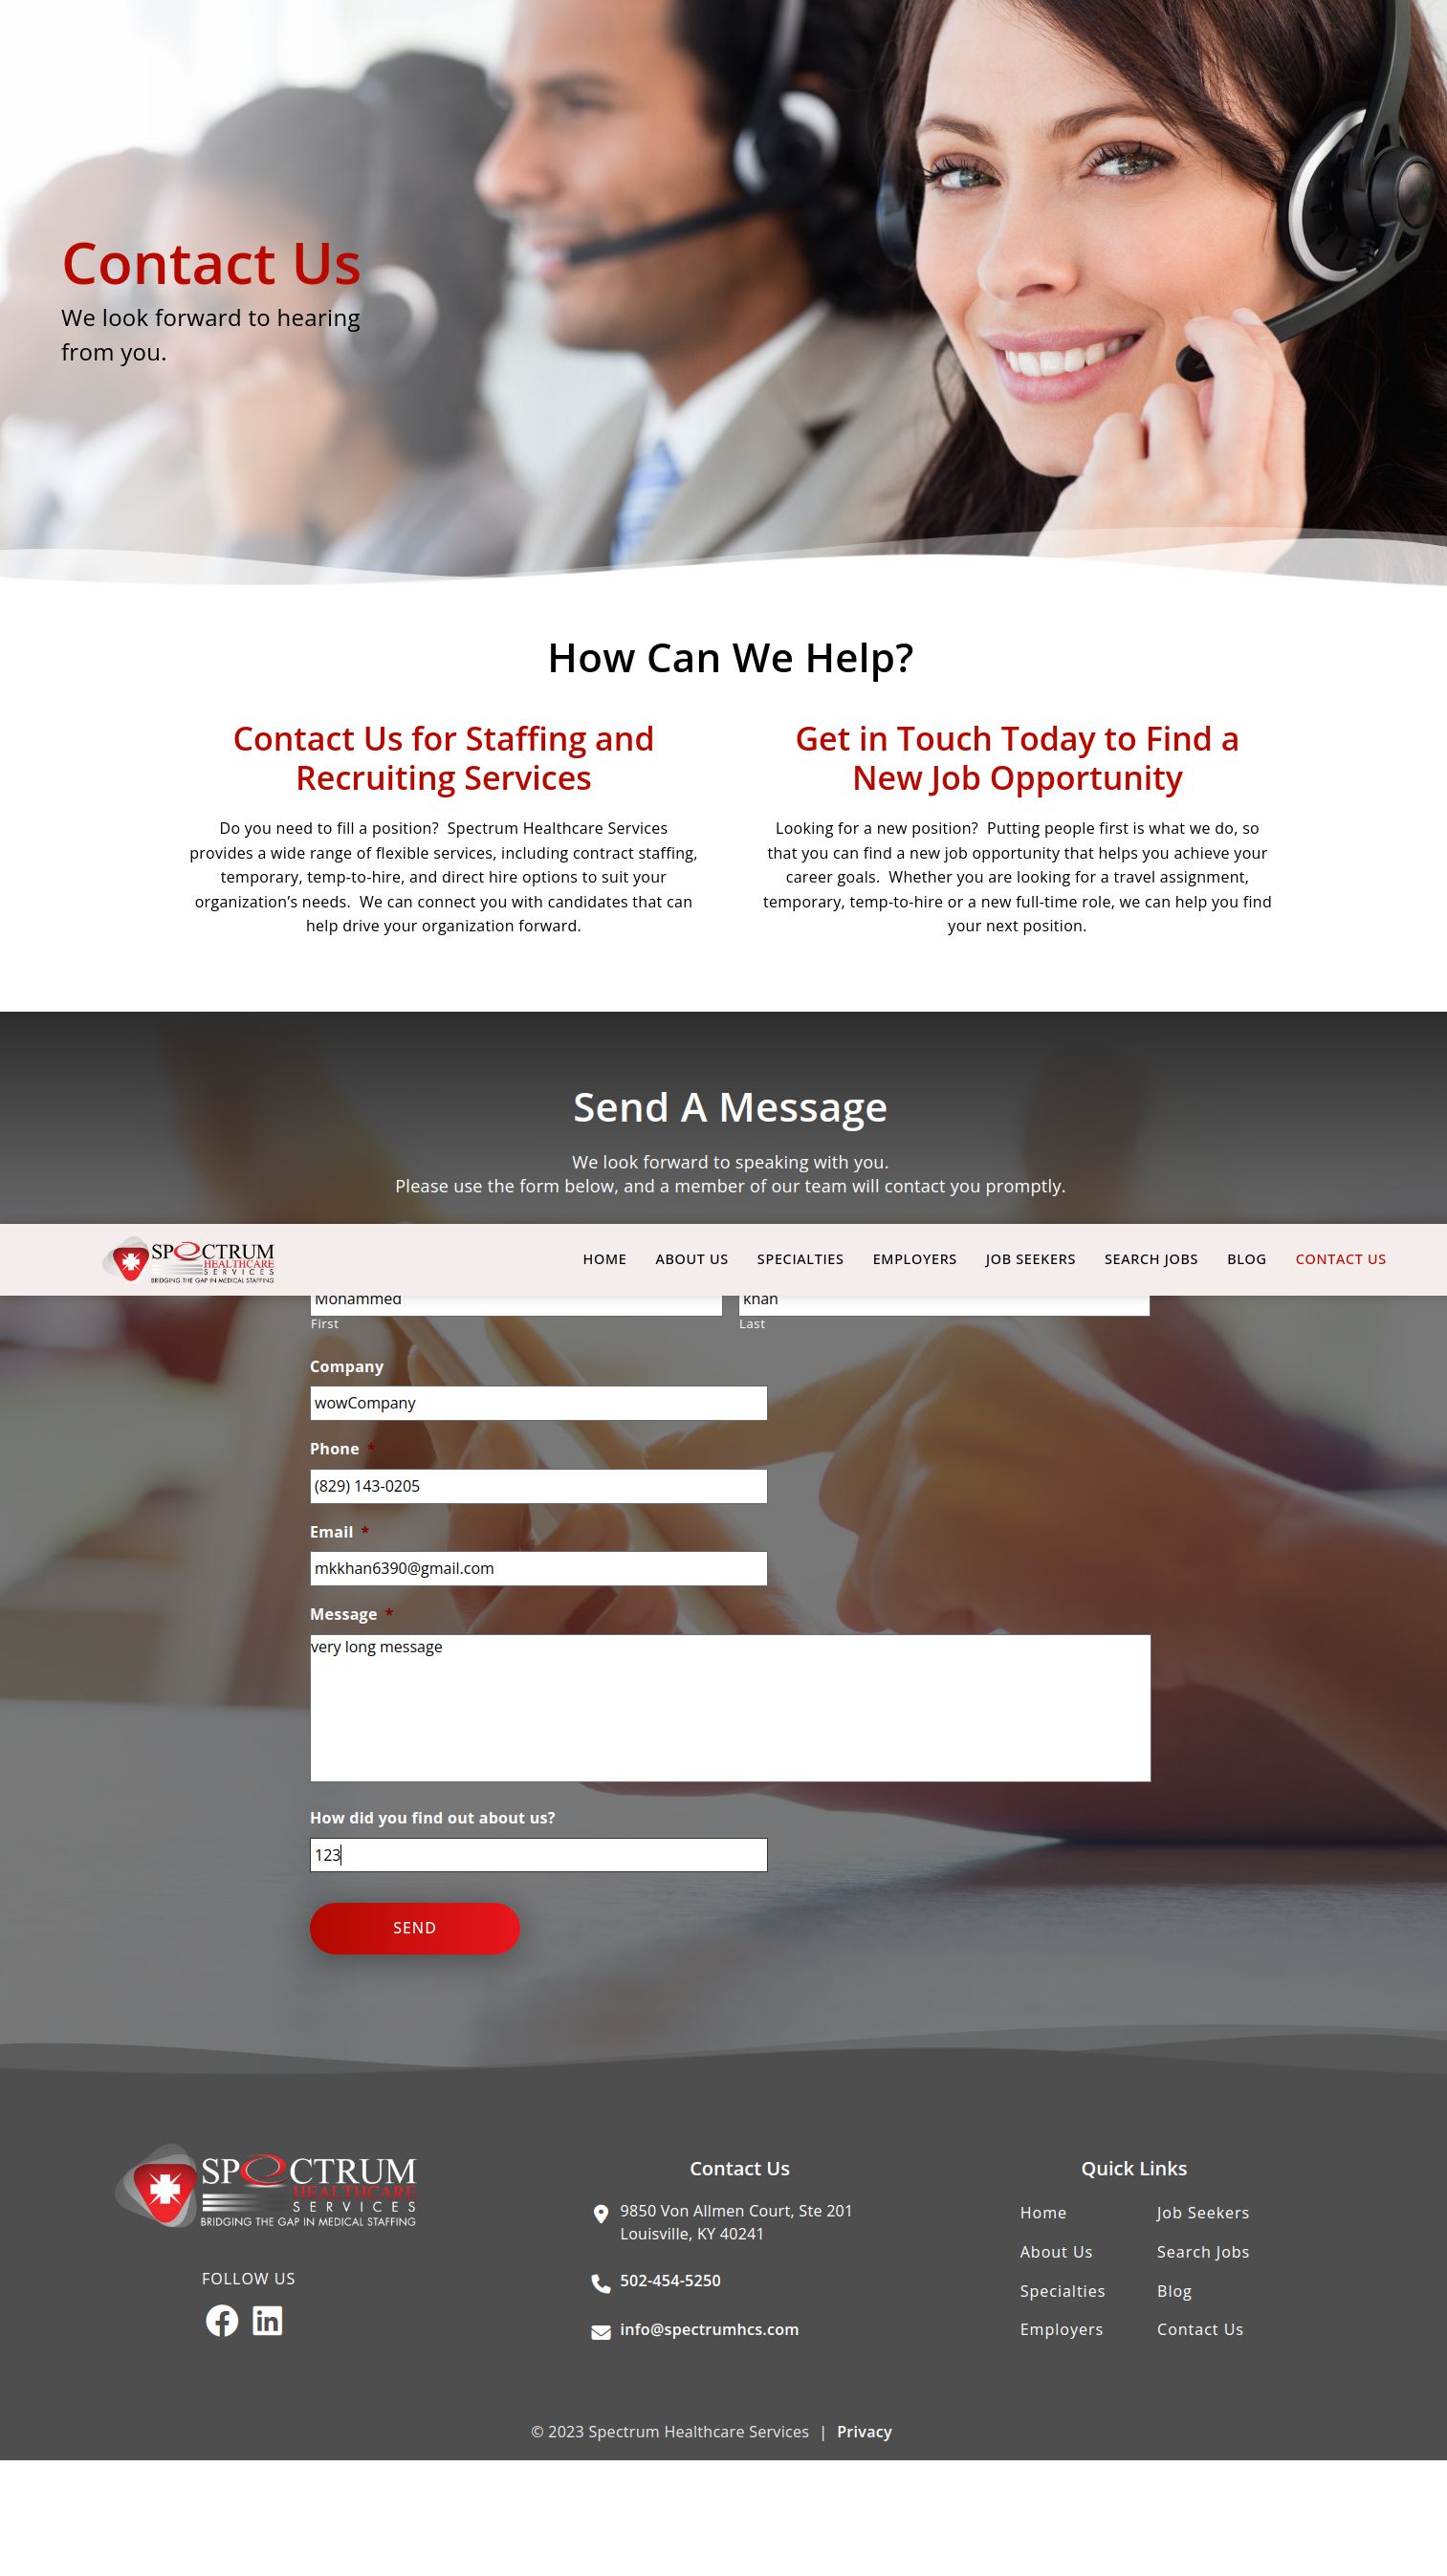 Contact Us
We look forward to hearing
from you.
How Can We Help?
Contact Us for Staffing and
Recruiting Services
Do you need to fill a position?  Spectrum Healthcare Services
provides a wide range of flexible services, including contract staffing,
temporary, temp-to-hire, and direct hire options to suit your
organization’s needs.  We can connect you with candidates that can
help drive your organization forward.
Get in Touch Today to Find a
New Job Opportunity
Looking for a new position?  Putting people first is what we do, so
that you can find a new job opportunity that helps you achieve your
career goals.  Whether you are looking for a travel assignment,
temporary, temp-to-hire or a new full-time role, we can help you find
your next position.
Send A Message
We look forward to speaking with you.
Please use the form below, and a member of our team will contact you promptly.
SPECTRUM
HEALTHCARE
SERVICES
BRIDGING THE GAP IN MEDICAL STAFFING
HOME ABOUT US SPECIALTIES EMPLOYERS JOB SEEKERS SEARCH JOBS BLOG CONTACT US
Mohammed khan
First Last
Company
wowCompany
Phone *
(829) 143-0205
Email *
mkkhan6390@gmail.com
Message *
very long message
How did you find out about us?
123
SEND
SPECTRUM
HEALTHCARE
SERVICES
BRIDGING THE GAP IN MEDICAL STAFFING
FOLLOW US
Contact Us
9850 Von Allmen Court, Ste 201
Louisville, KY 40241
502-454-5250
info@spectrumhcs.com
Quick Links
Home Job Seekers
About Us Search Jobs
Specialties Blog
Employers Contact Us
© 2023 Spectrum Healthcare Services | Privacy